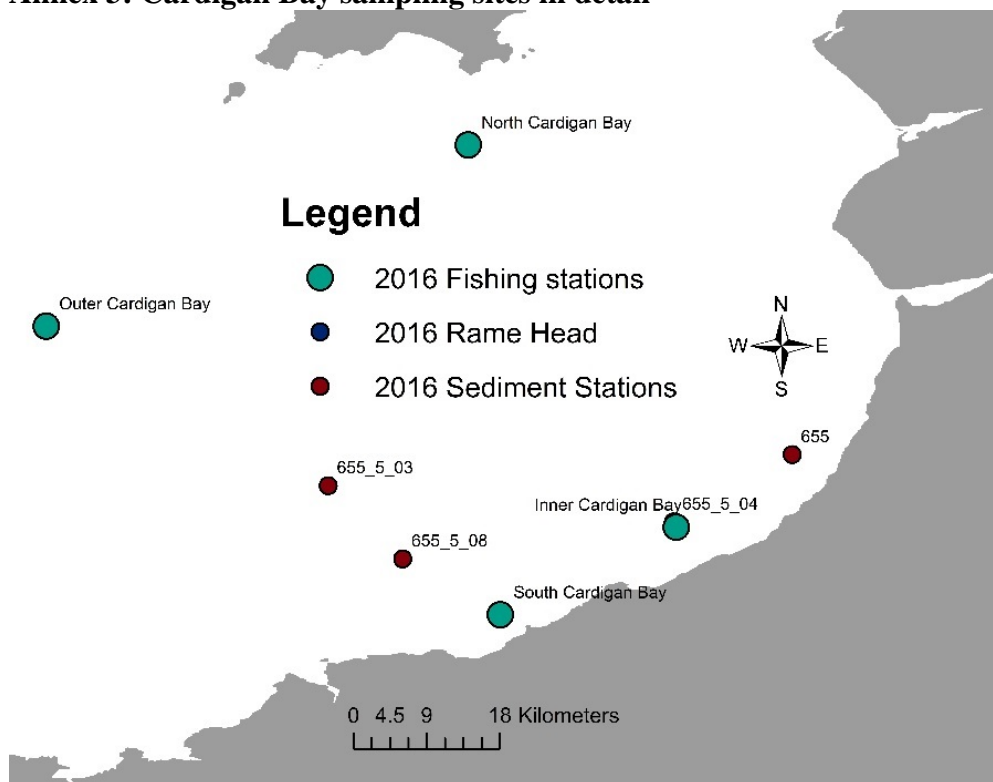 Annex 3: Cardigan Bay sampling sites in detail
North Cardigan Bay
Legend
2016 Fishing stations
Outer Cardigan Bay
N
2016 Rame Head
W E
2016 Sediment Stations
S
655
655_5_03
Inner Cardigan Bay 655_5_04
655_5_08
South Cardigan Bay
0 4.5 9 18 Kilometers